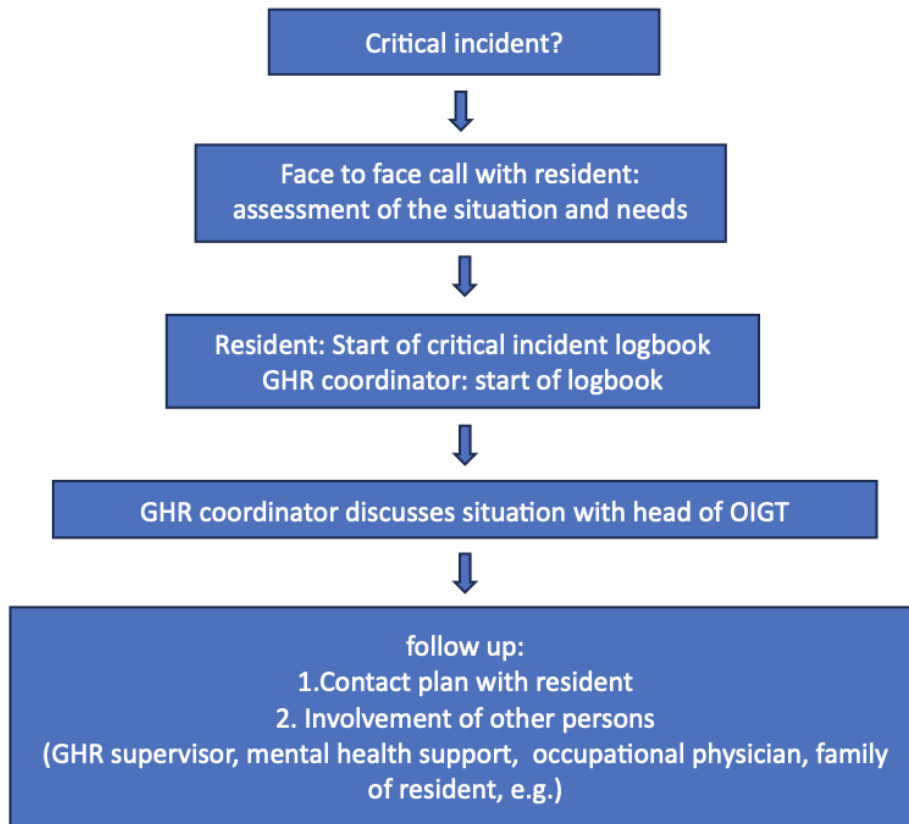 Critical incident?
Face to face call with resident:
assessment of the situation and needs
Resident: Start of critical incident logbook
GHR coordinator: start of logbook
GHR coordinator discusses situation with head of OIGT
follow up:
1.Contact plan with resident
2. Involvement of other persons
(GHR supervisor, mental health support,  occupational physician, family
of resident, e.g.)